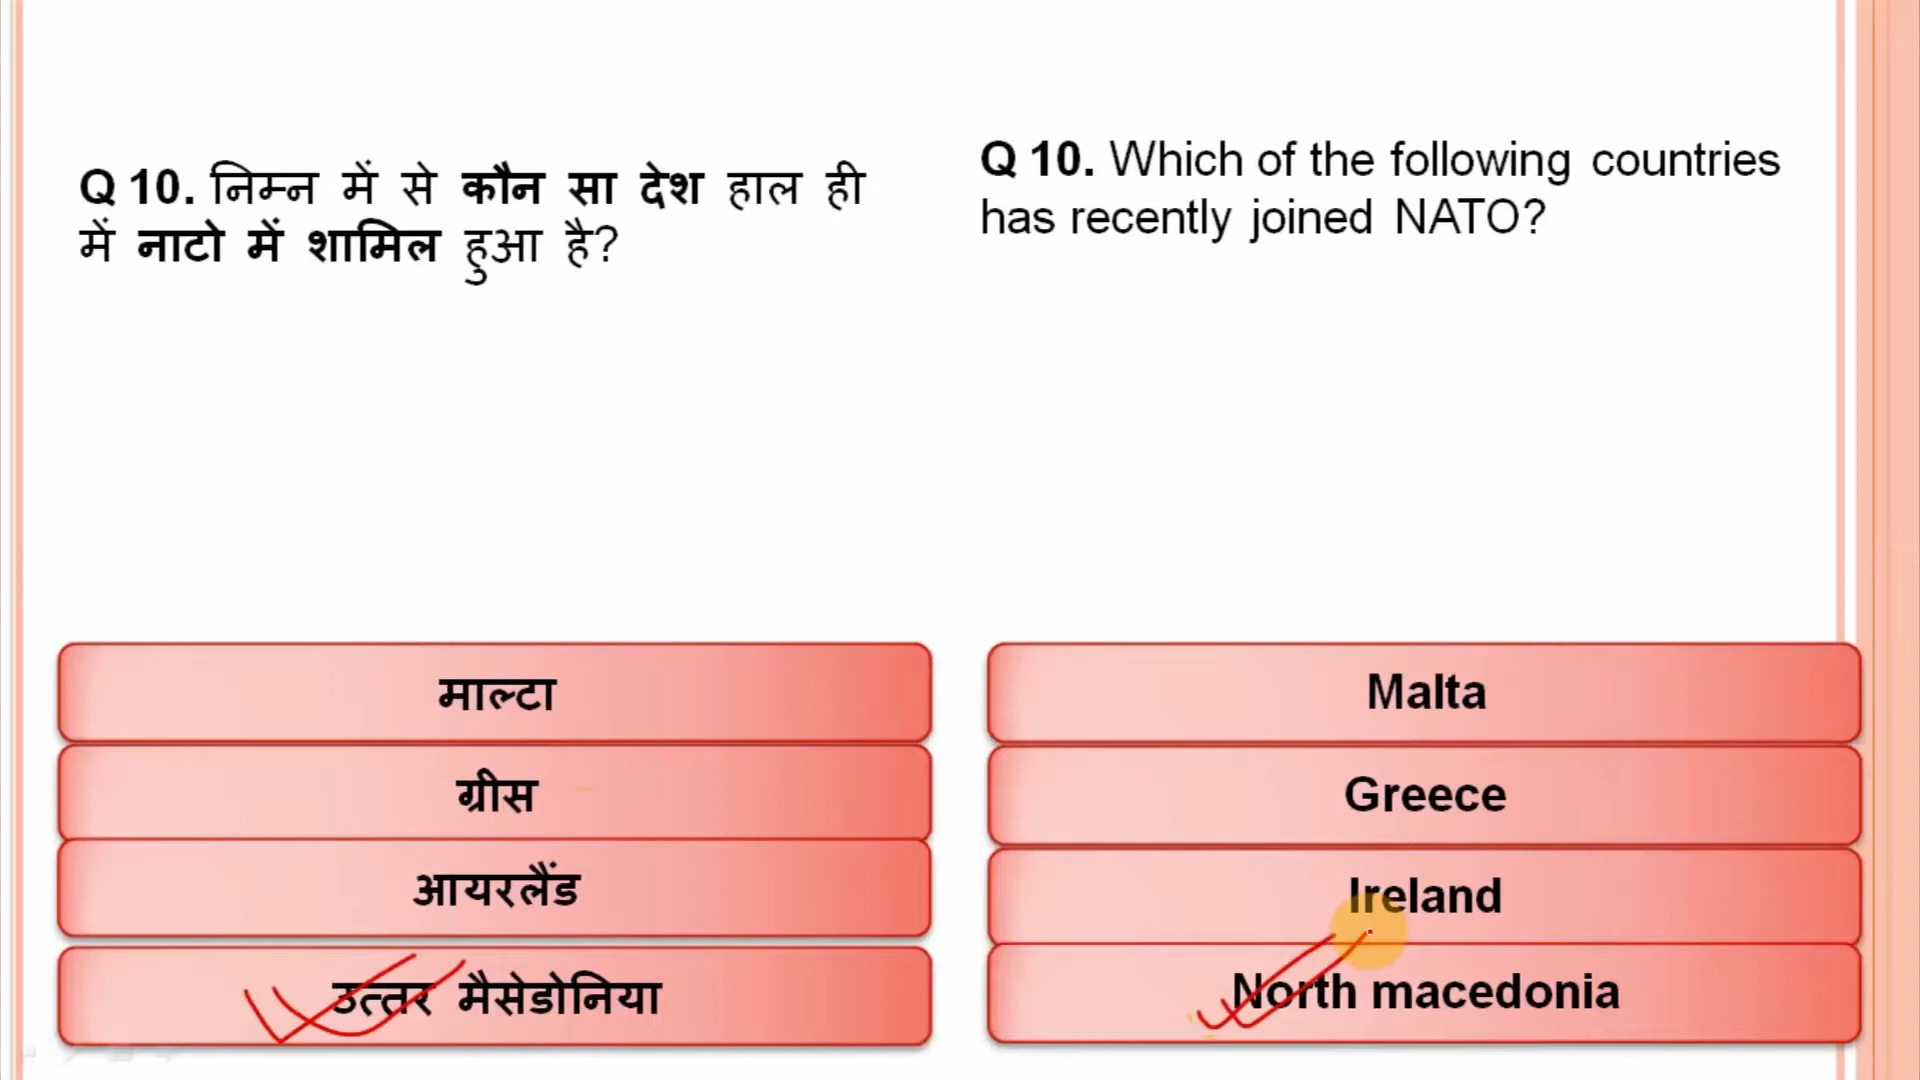 Q 10. निम्न में से कौन सा देश हाल ही
में नाटो में शामिल हुआ है?
माल्टा
ग्रीस
आयरलैंड
उत्तर मैसेडोनिया
Q 10. Which of the following countries
has recently joined NATO?
Malta
Greece
Ireland
North macedonia